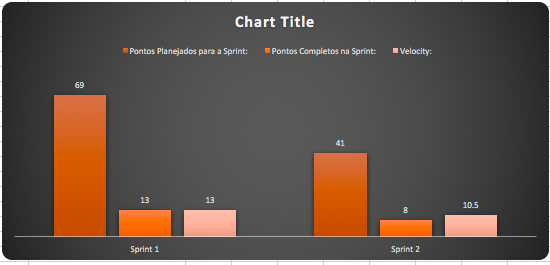 Chart Title
Pontos Planejados para a Sprint: Pontos Completos na Sprint: Velocity:
69
13
13
41
8
10.5
Sprint 1
Sprint 2